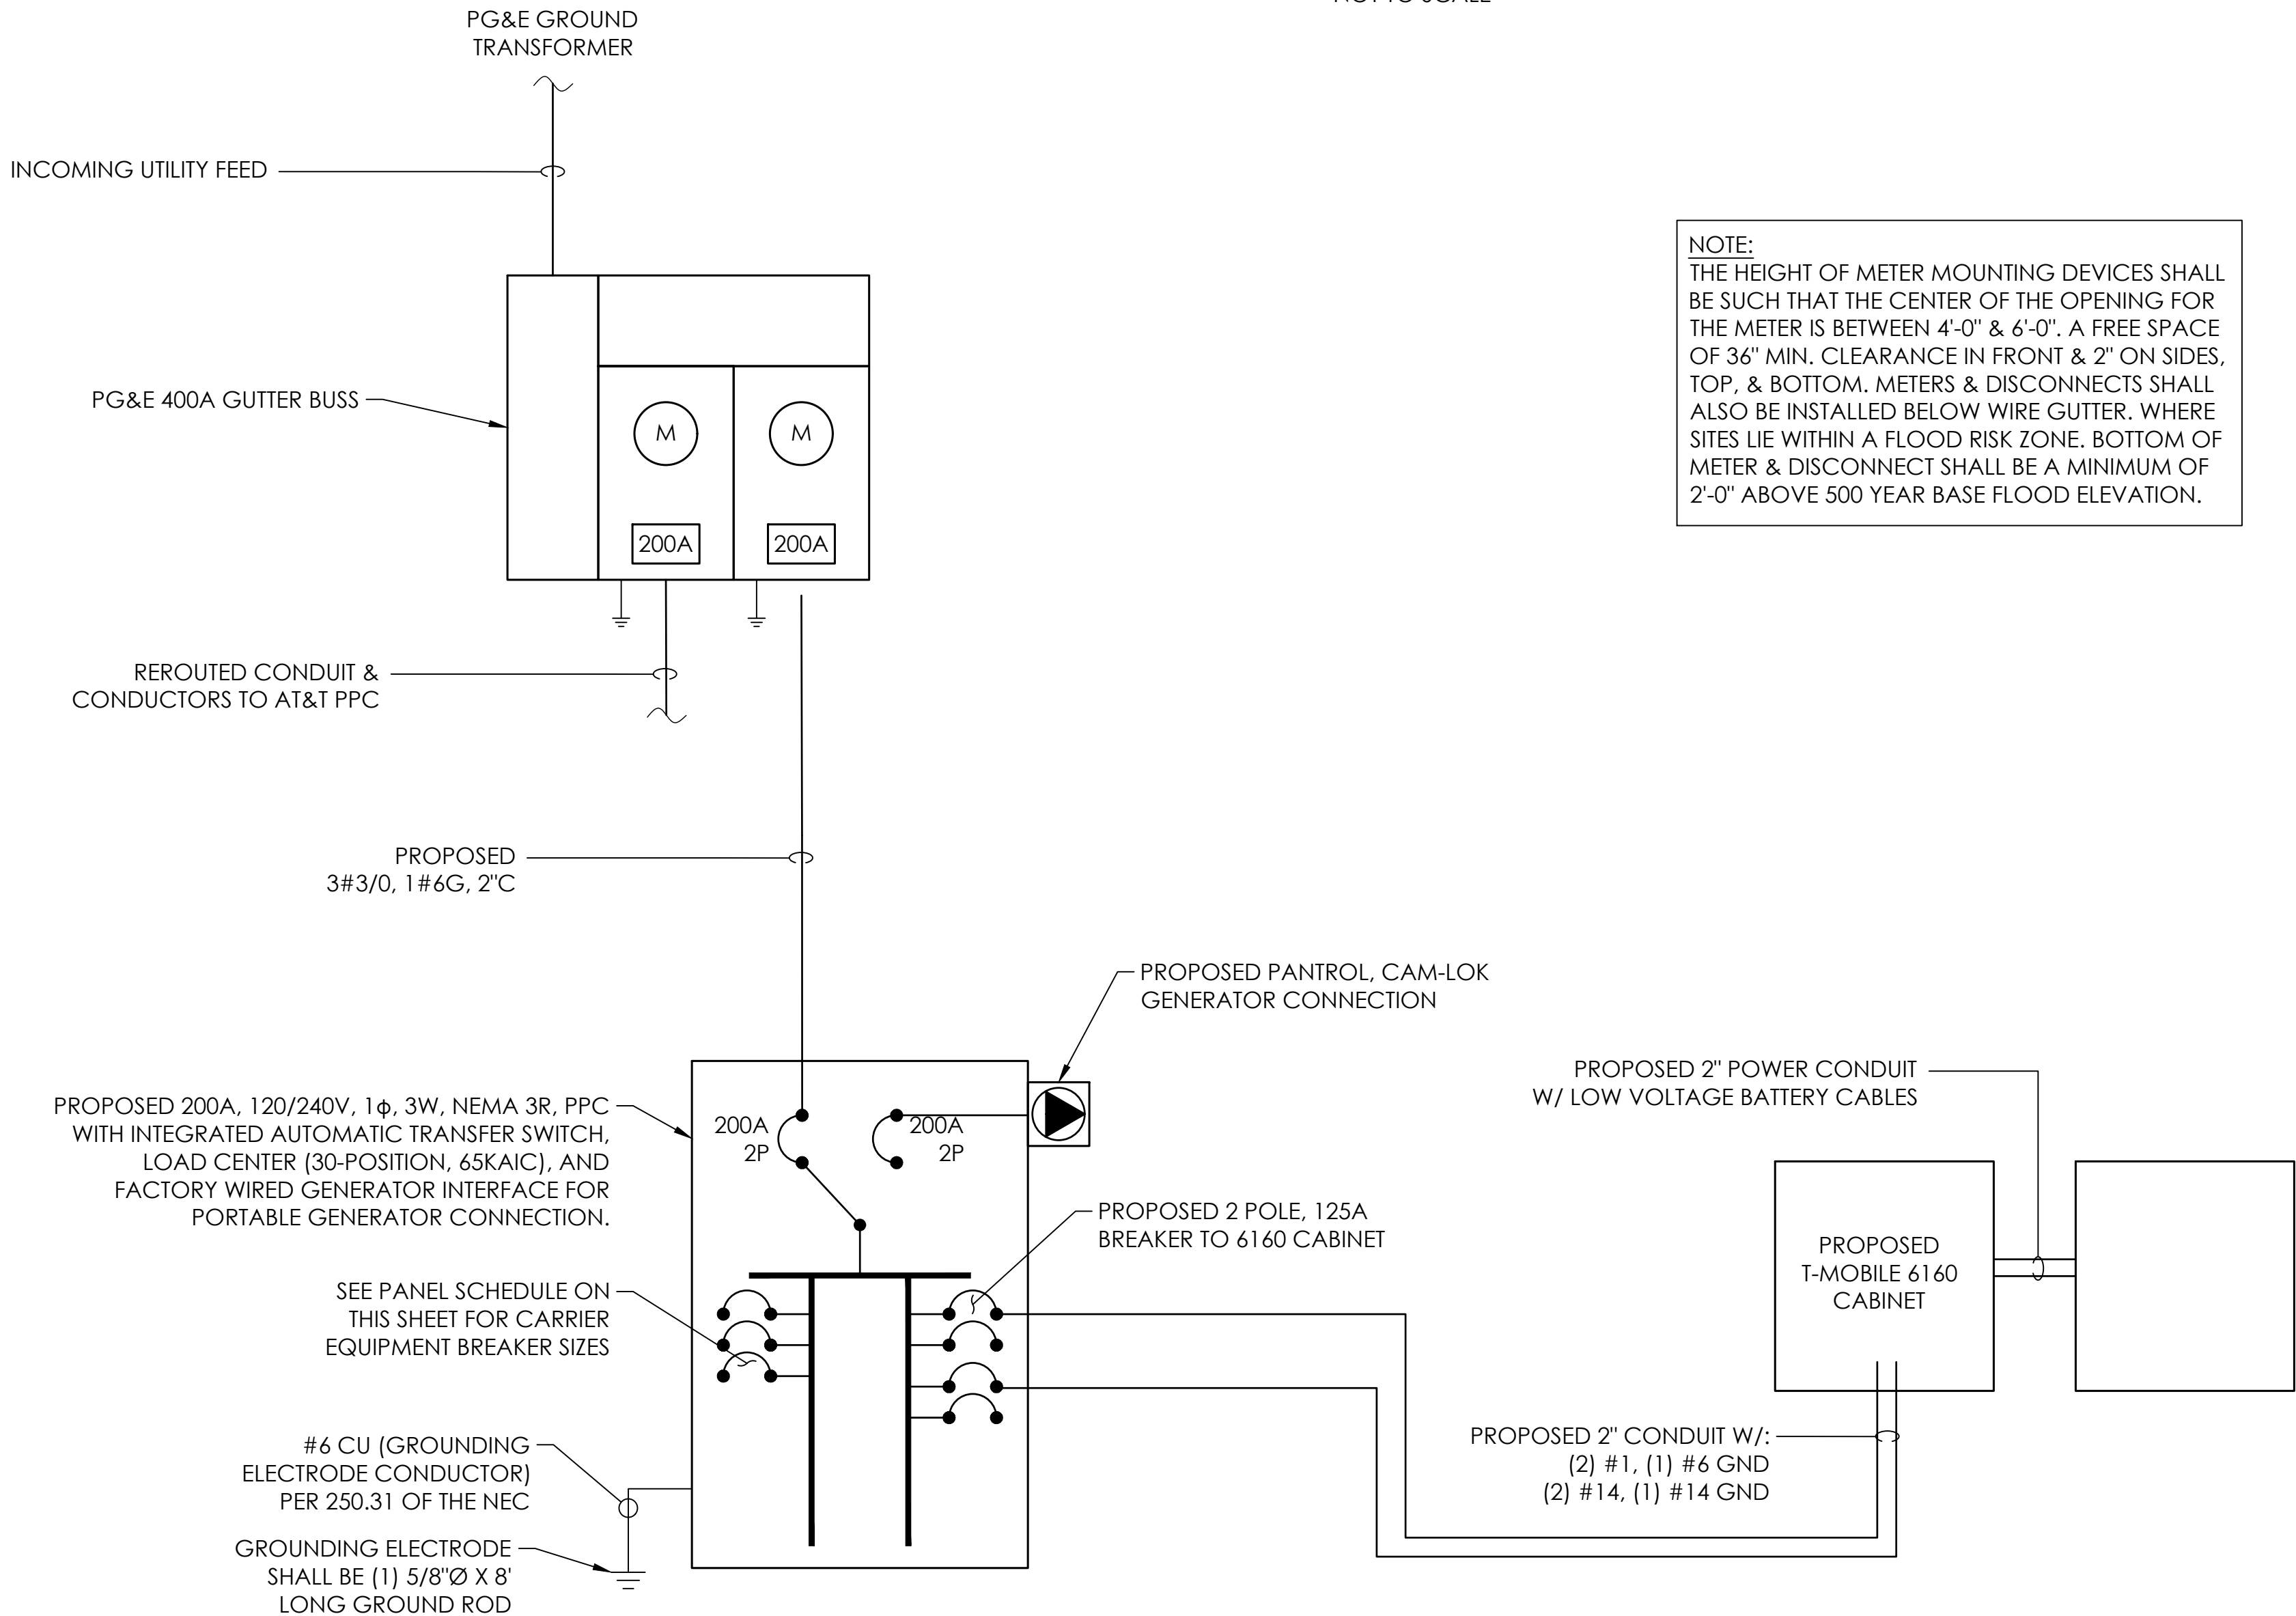 NOT TO SCALE
PG&E GROUND
TRANSFORMER
INCOMING UTILITY FEED
NOTE:
THE HEIGHT OF METER MOUNTING DEVICES SHALL
BE SUCH THAT THE CENTER OF THE OPENING FOR
THE METER IS BETWEEN 4'-0" & 6'-0". A FREE SPACE
OF 36" MIN. CLEARANCE IN FRONT & 2" ON SIDES,
TOP, & BOTTOM. METERS & DISCONNECTS SHALL
ALSO BE INSTALLED BELOW WIRE GUTTER. WHERE
SITES LIE WITHIN A FLOOD RISK ZONE. BOTTOM OF
METER & DISCONNECT SHALL BE A MINIMUM OF
2'-0" ABOVE 500 YEAR BASE FLOOD ELEVATION.
PG&E 400A GUTTER BUSS
M
M
200A
200A
REROUTED CONDUIT &
CONDUCTORS TO AT&T PPC
PROPOSED
3#3/0, 1#6G, 2"C
PROPOSED PANTROL, CAM-LOK
GENERATOR CONNECTION
PROPOSED 200A, 120/240V, 1ϕ, 3W, NEMA 3R, PPC
WITH INTEGRATED AUTOMATIC TRANSFER SWITCH,
LOAD CENTER (30-POSITION, 65KAIC), AND
FACTORY WIRED GENERATOR INTERFACE FOR
PORTABLE GENERATOR CONNECTION.
200A
2P
200A
2P
PROPOSED 2" POWER CONDUIT
W/ LOW VOLTAGE BATTERY CABLES
PROPOSED 2 POLE, 125A
BREAKER TO 6160 CABINET
PROPOSED
T-MOBILE 6160
CABINET
SEE PANEL SCHEDULE ON
THIS SHEET FOR CARRIER
EQUIPMENT BREAKER SIZES
PROPOSED 2" CONDUIT W/:
(2) #1, (1) #6 GND
(2) #14, (1) #14 GND
#6 CU (GROUNDING
ELECTRODE CONDUCTOR)
PER 250.31 OF THE NEC
GROUNDING ELECTRODE
SHALL BE (1) 5/8"Ø X 8'
LONG GROUND ROD